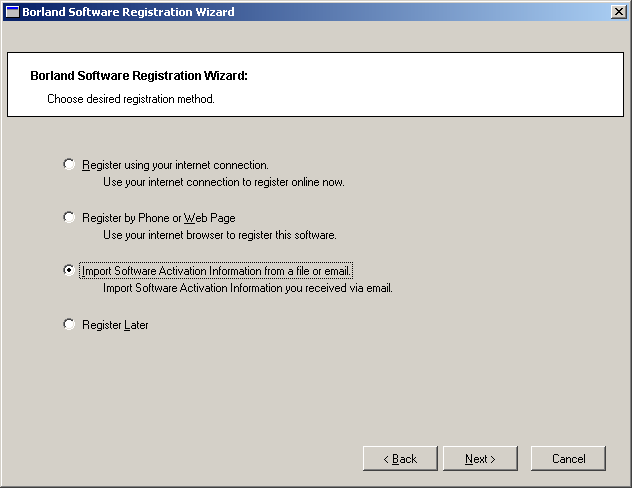 Borland Software Registration Wizard
Borland Software Registration Wizard:
Choose desired registration method.
Register using your internet connection.
Use your internet connection to register online now.
Register by Phone or Web Page
Use your internet browser to register this software.
Import Software Activation Information from a file or email.
Import Software Activation Information you received via email.
Register Later
< Back
Next >
Cancel